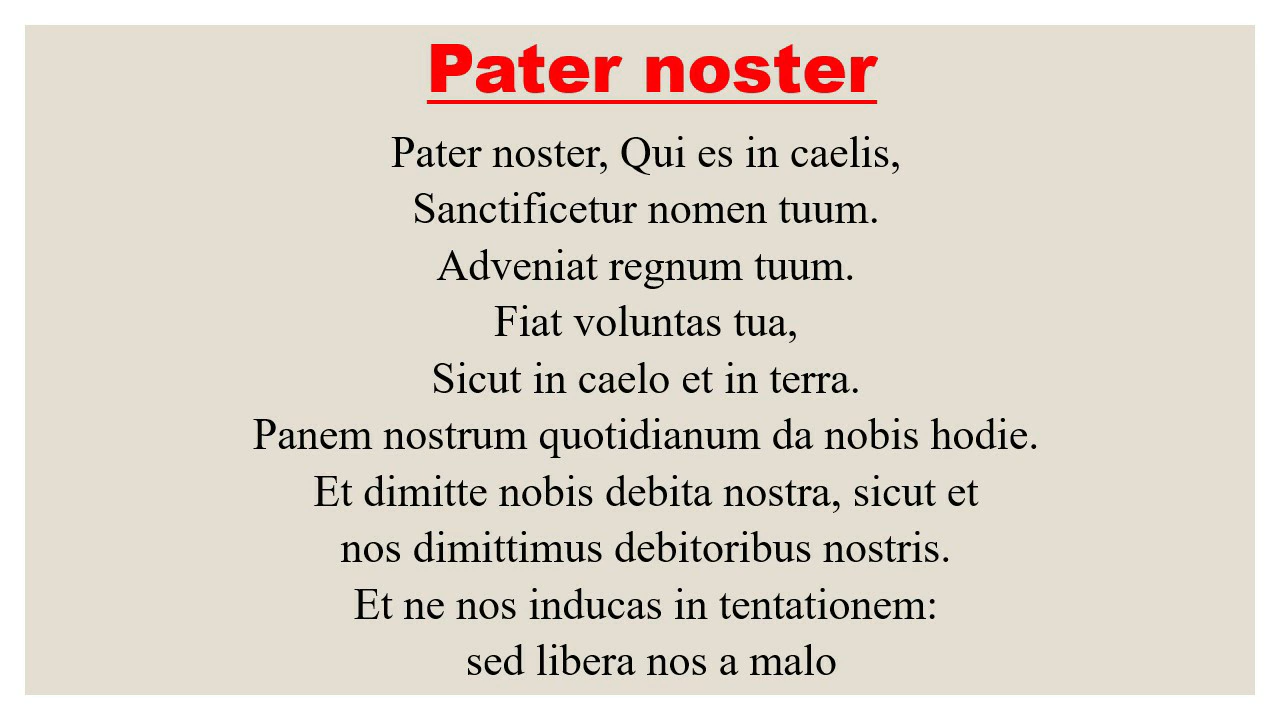 Pater noster
Pater noster, Qui es in caelis,
Sanctificetur nomen tuum.
Adveniat regnum tuum.
Fiat voluntas tua,
Sicut in caelo et in terra.
Panem nostrum quotidianum da nobis hodie.
Et dimitte nobis debita nostra, sicut et
nos dimittimus debitoribus nostris.
Et ne nos inducas in tentationem:
sed libera nos a malo